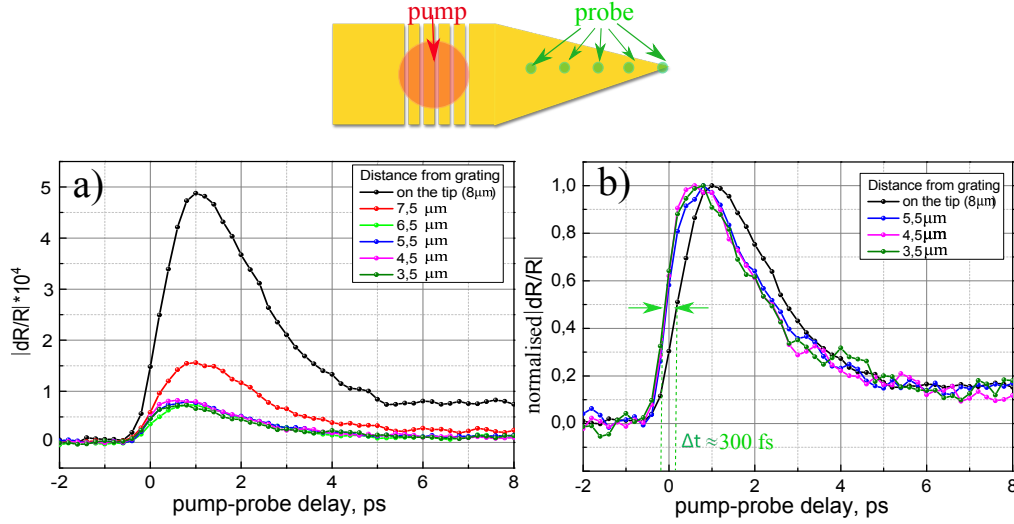 pump
probe
a)
|dR/R|*10⁴
5
4
3
2
1
0
-2
0
2
4
6
8
pump-probe delay, ps
Distance from grating
on the tip (8μm)
7,5 μm
6,5 μm
5,5 μm
4,5 μm
3,5 μm
b)
normalised|dR/R|
1,0
0,8
0,6
0,4
0,2
0,0
-2
0
2
4
6
8
pump-probe delay, ps
Distance from grating
on the tip (8μm)
5,5μm
4,5μm
3,5μm
Δt ≈300 fs